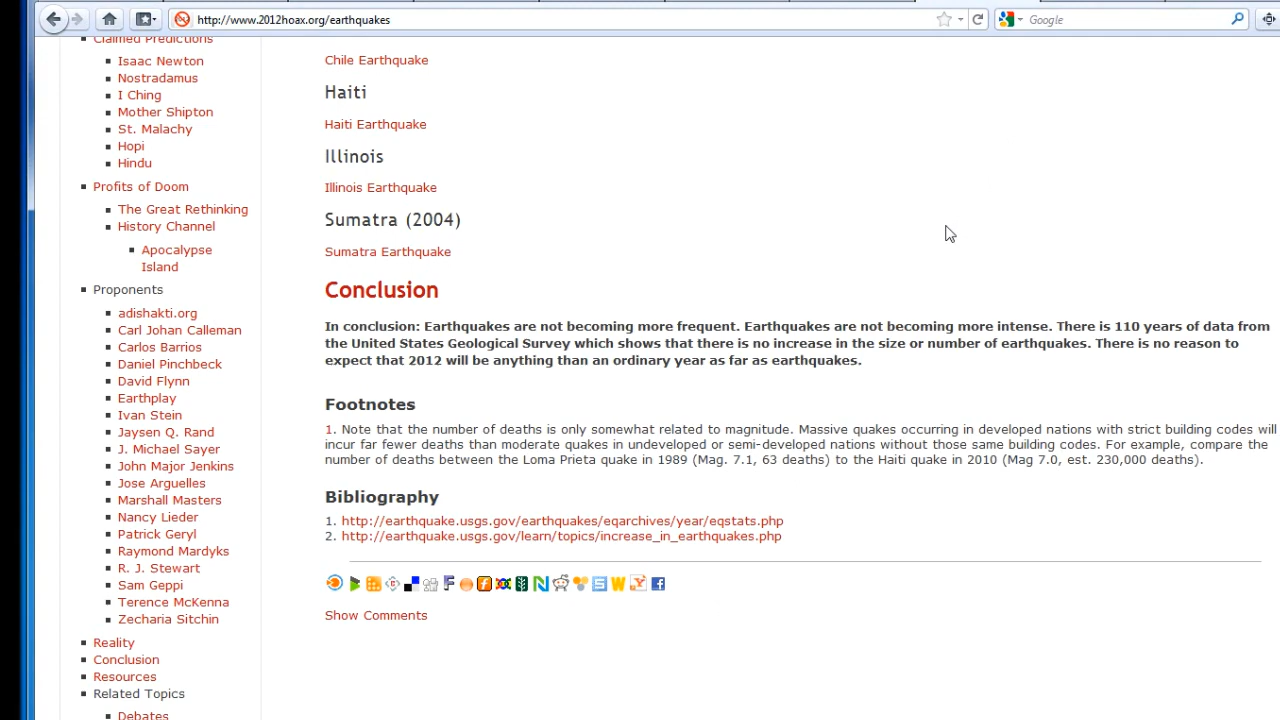 http://www.2012hoax.org/earthquakes
Google
Claimed Predictions
Isaac Newton
Nostradamus
I Ching
Mother Shipton
St. Malachy
Hopi
Hindu
Profits of Doom
The Great Rethinking
History Channel
Apocalypse
Island
Proponents
adishakti.org
Carl Johan Calleman
Carlos Barrios
Daniel Pinchbeck
David Flynn
Earthplay
Ivan Stein
Jaysen Q. Rand
J. Michael Sayer
John Major Jenkins
Jose Arguelles
Marshall Masters
Nancy Lieder
Patrick Geryl
Raymond Mardyks
R. J. Stewart
Sam Geppi
Terence McKenna
Zecharia Sitchin
Reality
Conclusion
Resources
Related Topics
Debates
Chile Earthquake
Haiti
Haiti Earthquake
Illinois
Illinois Earthquake
Sumatra (2004)
Sumatra Earthquake
Conclusion
In conclusion: Earthquakes are not becoming more frequent. Earthquakes are not becoming more intense. There is 110 years of data from
the United States Geological Survey which shows that there is no increase in the size or number of earthquakes. There is no reason to
expect that 2012 will be anything than an ordinary year as far as earthquakes.
Footnotes
1. Note that the number of deaths is only somewhat related to magnitude. Massive quakes occurring in developed nations with strict building codes will
incur far fewer deaths than moderate quakes in undeveloped or semi-developed nations without those same building codes. For example, compare the
number of deaths between the Loma Prieta quake in 1989 (Mag. 7.1, 63 deaths) to the Haiti quake in 2010 (Mag 7.0, est. 230,000 deaths).
Bibliography
1. http://earthquake.usgs.gov/earthquakes/eqarchives/year/eqstats.php
2. http://earthquake.usgs.gov/learn/topics/increase_in_earthquakes.php
Show Comments